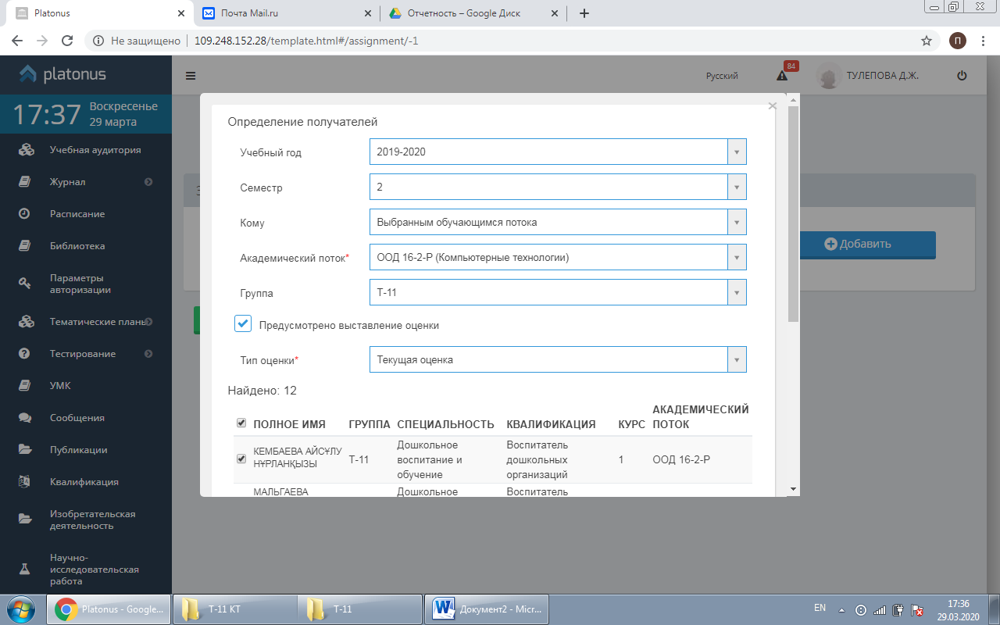 Platonus
Почта Mail.ru
Отчетность – Google Диск
Не защищено
109.248.152.28/template.html#/assignment/-1
П
platonus
Русский
84
ТУЛЕПОВА Д.Ж.
17:37
Воскресенье
29 марта
Учебная аудитория
Журнал
Расписание
Библиотека
Параметры
авторизации
Тематические планы
Тестирование
УМК
Сообщения
Публикации
Квалификация
Изобретательская
деятельность
Научно-
исследовательская
работа
Определение получателей
Учебный год
2019-2020
Семестр
2
Кому
Выбранным обучающимся потока
Академический поток*
ООД 16-2-Р (Компьютерные технологии)
Группа
Т-11
Предусмотрено выставление оценки
Тип оценки*
Текущая оценка
Найдено: 12
ПОЛНОЕ ИМЯ
ГРУППА
СПЕЦИАЛЬНОСТЬ
КВАЛИФИКАЦИЯ
КУРС
АКАДЕМИЧЕСКИЙ
ПОТОК
КЕМБАЕВА АЙСҰЛУ
НҰРЛАНҚЫЗЫ
Т-11
Дошкольное
воспитание и
обучение
Воспитатель
дошкольных
организаций
1
ООД 16-2-Р
МАЛЬГАЕВА
Дошкольное
Воспитатель
Добавить
Platonus - Google...
Т-11 КТ
Т-11
Документ2 - Micr...
EN
17:36
29.03.2020